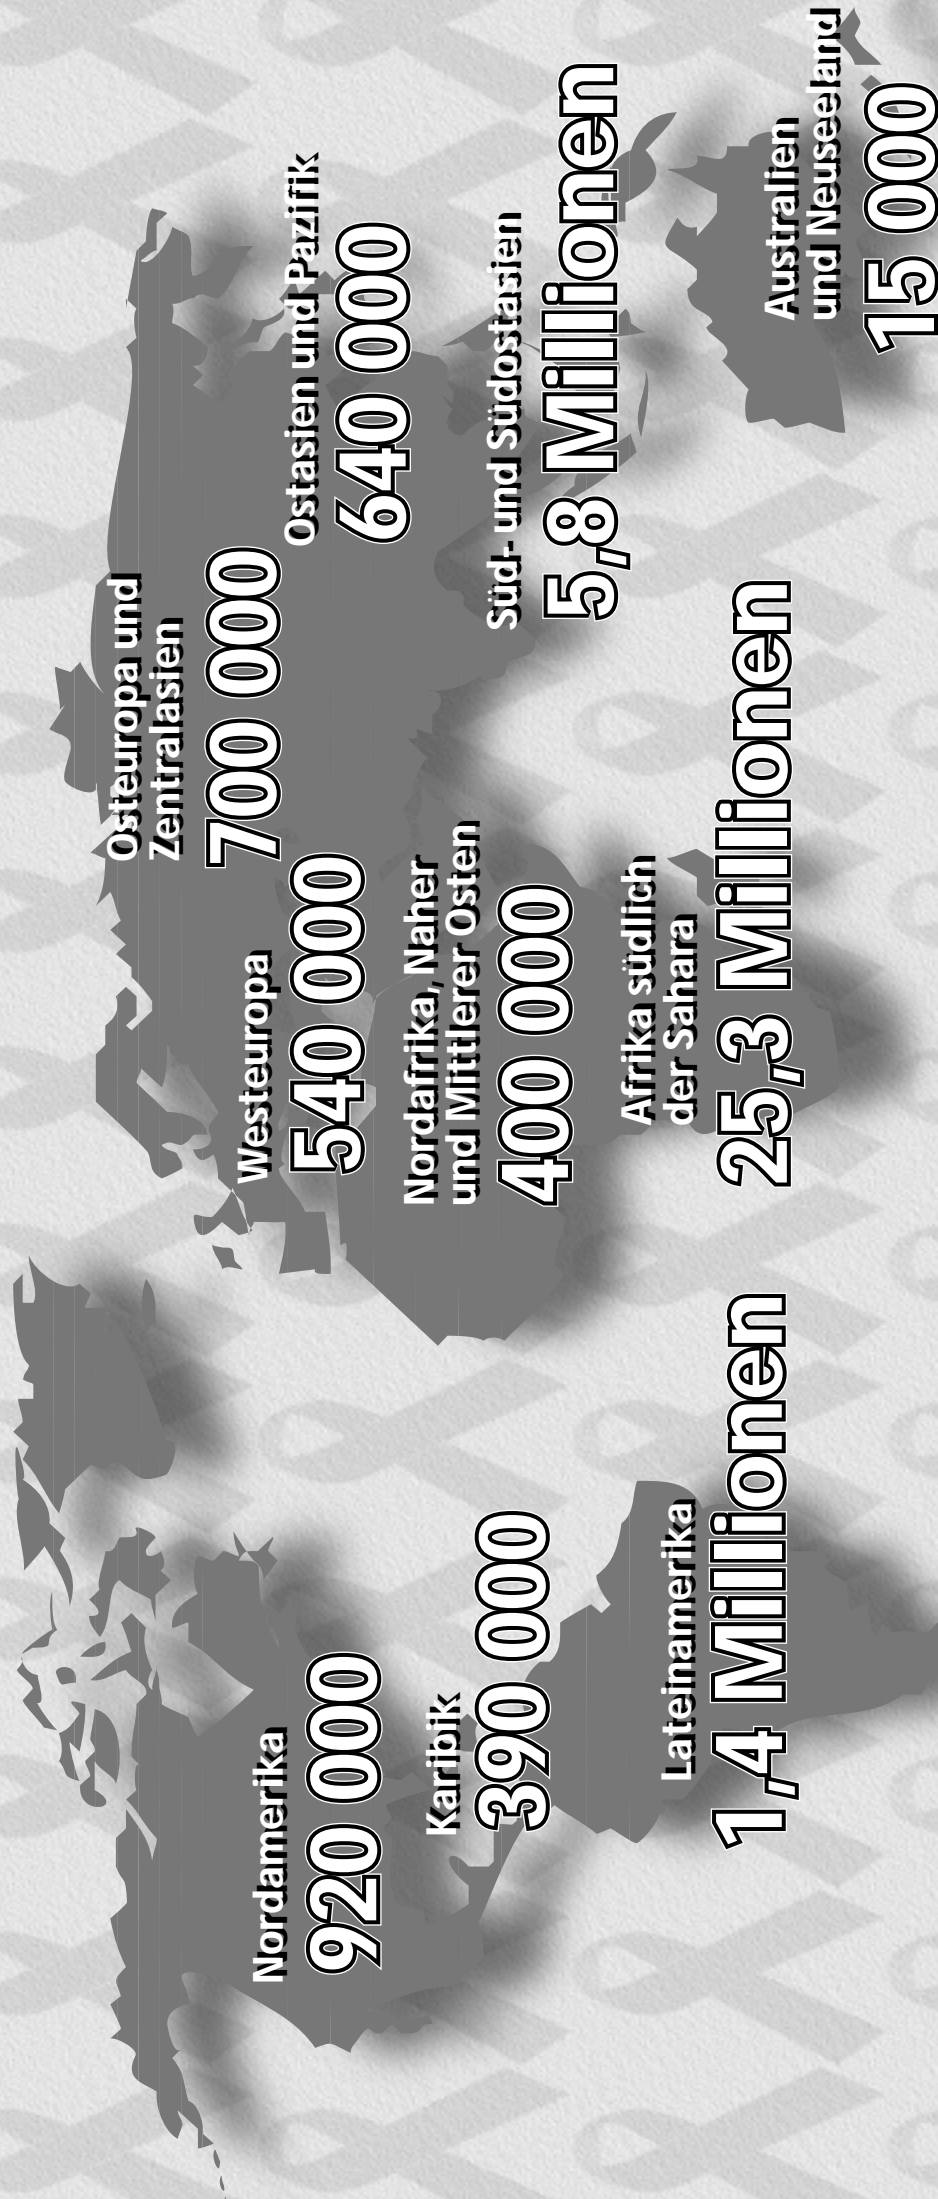 Nordamerika
920 000
Karibik
390 000
Lateinamerika
1,4 Millionen
Westeuropa
540 000
Nordafrika, Naher
und Mittlerer Osten
400 000
Afrika südlich
der Sahara
25,3 Millionen
Osteuropa und
Zentralasien
700 000
Ostasien und Pazifik
640 000
Süd- und Südostasien
5,8 Millionen
Australien
und Neuseeland
15 000